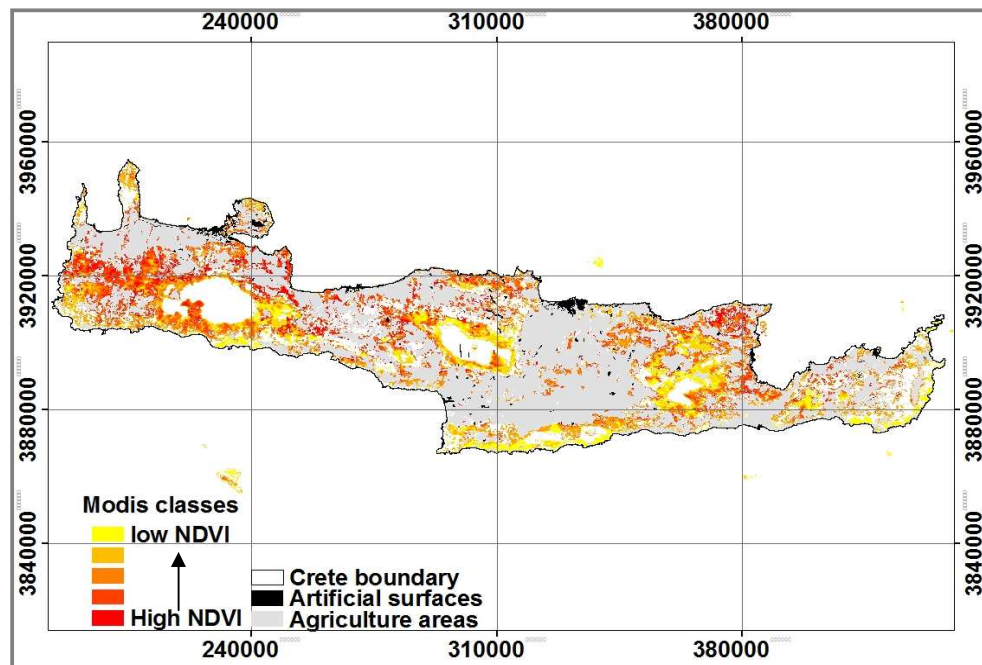 240000 310000 380000
3960000 3960000
3920000 3920000
3880000 3880000
3840000 3840000
Modis classes
low NDVI
High NDVI
Crete boundary
Artificial surfaces
Agriculture areas
240000 310000 380000